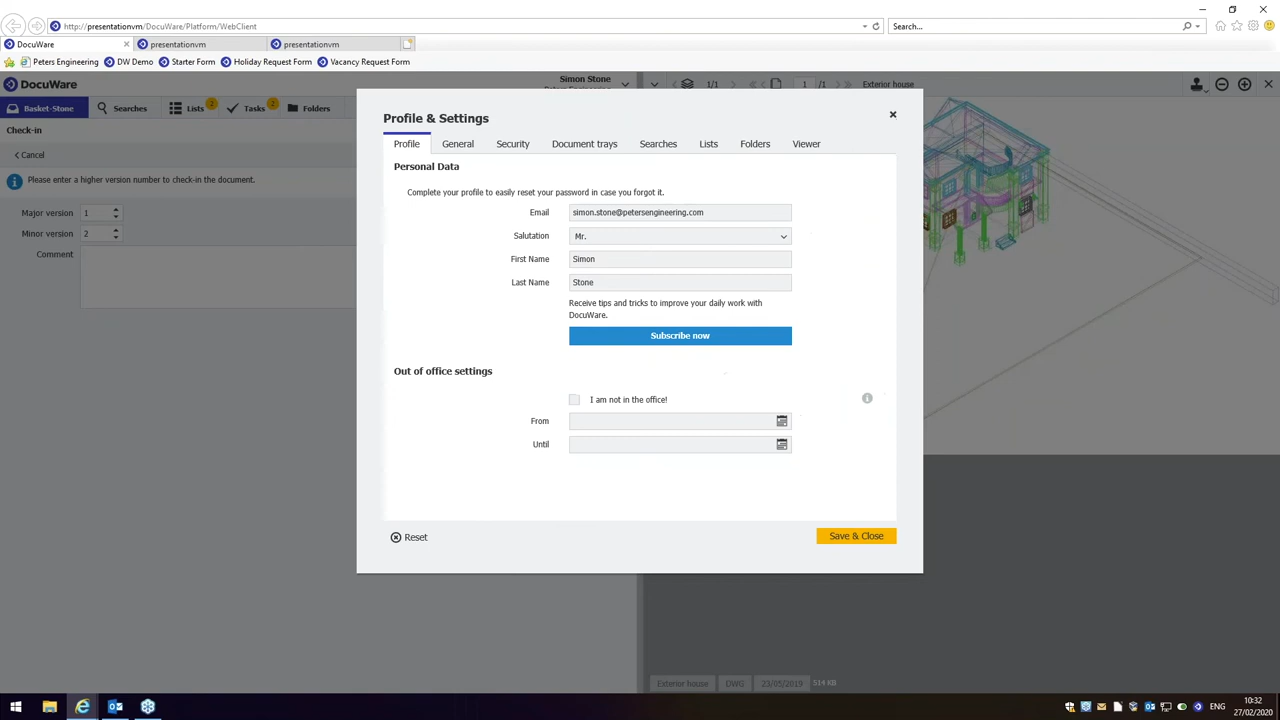 http://presentationvm/DocuWare/Platform/WebClient
Search...
DocuWare
presentationvm
presentationvm
Peters Engineering
DW Demo
Starter Form
Holiday Request Form
Vacancy Request Form
DocuWare
Simon Stone
1/1
1
/1
Exterior house
Basket-Stone
Searches
Lists
2
Tasks
2
Folders
Check-in
Cancel
Please enter a higher version number to check-in the document.
Major version
1
Minor version
2
Comment
Profile & Settings
Profile
General
Security
Document trays
Searches
Lists
Folders
Viewer
Personal Data
Complete your profile to easily reset your password in case you forgot it.
Email
simon.stone@petersengineering.com
Salutation
Mr.
First Name
Simon
Last Name
Stone
Receive tips and tricks to improve your daily work with
DocuWare.
Subscribe now
Out of office settings
I am not in the office!
From
Until
Reset
Save & Close
Exterior house
DWG
23/05/2019
514 KB
10:32
27/02/2020